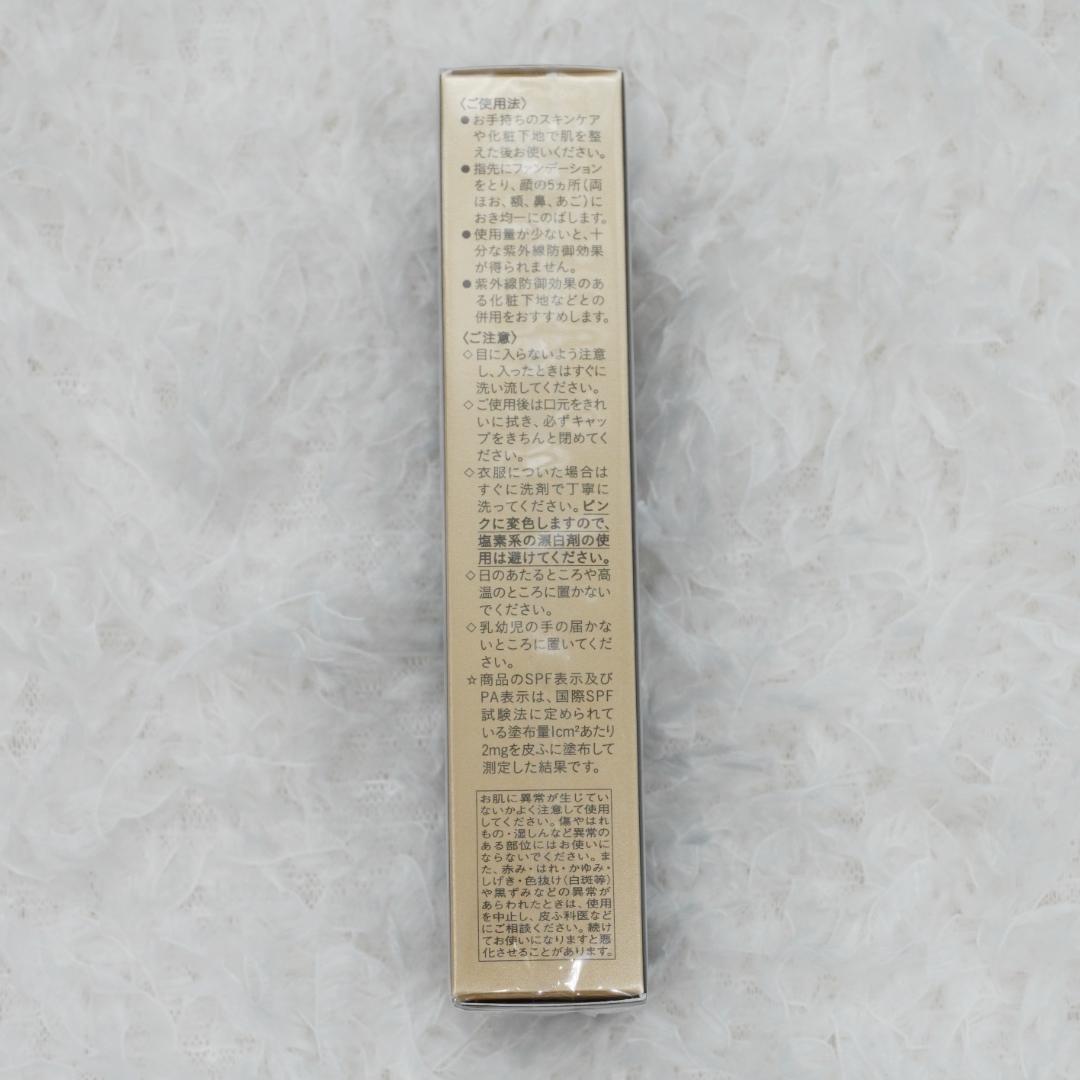 〈ご使用法〉
●お手持ちのスキンケア
や化粧下地で肌を整
えた後お使いください。
●指先にファンデーション
をとり、顔の5ヵ所(両
ほお、額、鼻、あご)に
おき均一にのばします。
●使用量が少ないと、十
分な紫外線防御効果
が得られません。
●紫外線防御効果のあ
る化粧下地などとの
併用をおすすめします。
〈ご注意〉
◇目に入らないよう注意
し、入ったときはすぐに
洗い流してください。
◇ご使用後は口元をきれ
いに拭き、必ずキャッ
プをきちんと閉めてく
ださい。
◇衣服についた場合は
すぐに洗剤で丁寧に
洗ってください。ピン
クに変色しますので、
塩素系の漂白剤の使
用は避けてください。
◇日のあたるところや高
温のところに置かない
でください。
◇乳幼児の手の届かな
いところに置いてくだ
さい。
☆商品のSPF表示及び
PA表示は、国際SPF
試験法に定められて
いる塗布量1cm²あたり
2mgを皮ふに塗布して
測定した結果です。
お肌に異常が生じてい
ないかよく注意して使用
してください。傷やはれ
もの・湿しんなど異常の
ある部位にはお使いに
ならないでください。ま
た、赤み・はれ・かゆみ・
しげき・色抜け(白斑等)
や黒ずみなどの異常が
あらわれたときは、使用
を中止し、皮ふ科医など
にご相談ください。続け
てお使いになりますと悪
化させることがあります。